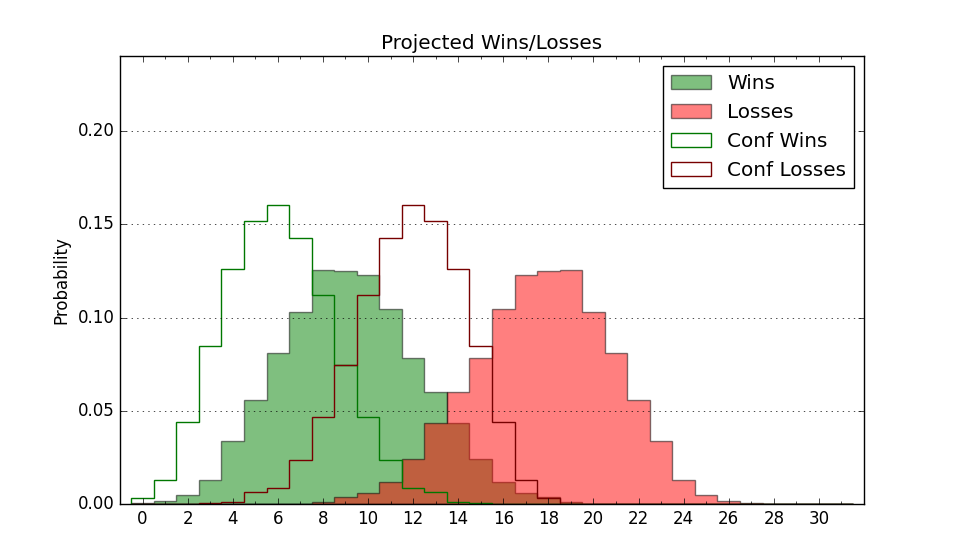 Projected Wins/Losses
Wins
Losses
Conf Wins
Conf Losses
Probability
0.20
0.15
0.10
0.05
0.00
0 2 4 6 8 10 12 14 16 18 20 22 24 26 28 30